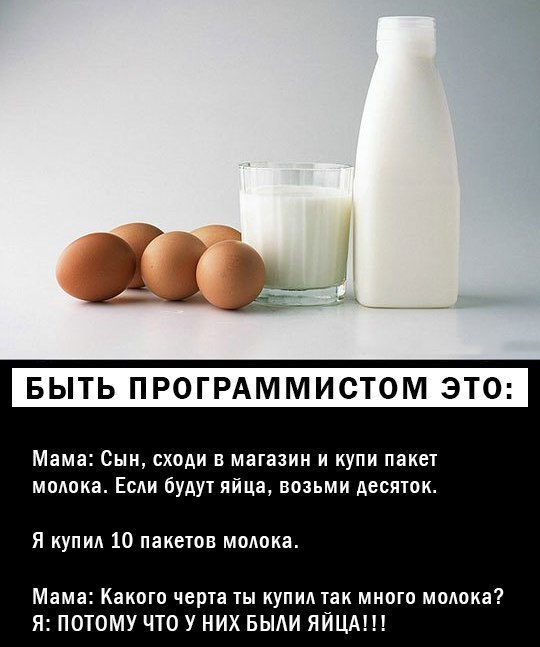 БЫТЬ ПРОГРАММИСТОМ ЭТО:
Мама: Сын, сходи в магазин и купи пакет
молока. Если будут яйца, возьми десяток.
Я купил 10 пакетов молока.
Мама: Какого черта ты купил так много молока?
Я: ПОТОМУ ЧТО У НИХ БЫЛИ ЯЙЦА!!!